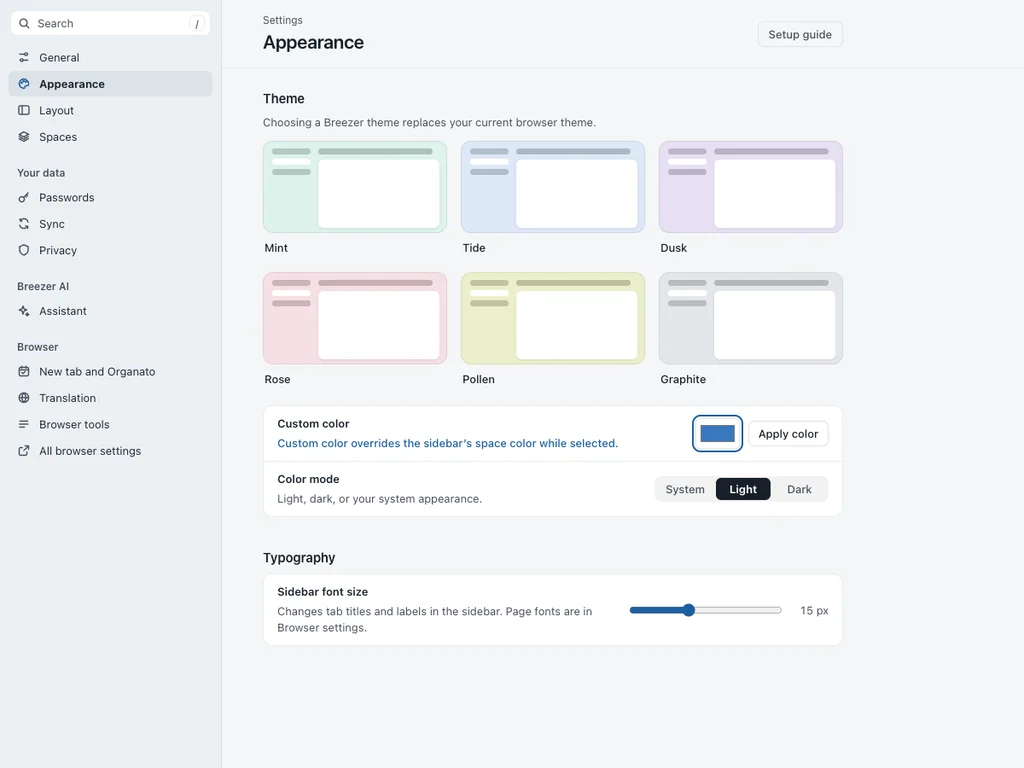 Search /
General
Appearance
Layout
Spaces
Your data
Passwords
Sync
Privacy
Breezer AI
Assistant
Browser
New tab and Organato
Translation
Browser tools
All browser settings
Settings
Appearance
Setup guide
Theme
Choosing a Breezer theme replaces your current browser theme.
Mint
Tide
Dusk
Rose
Pollen
Graphite
Custom color
Custom color overrides the sidebar's space color while selected.
Apply color
Color mode
Light, dark, or your system appearance.
System Light Dark
Typography
Sidebar font size
Changes tab titles and labels in the sidebar. Page fonts are in
Browser settings.
15 px